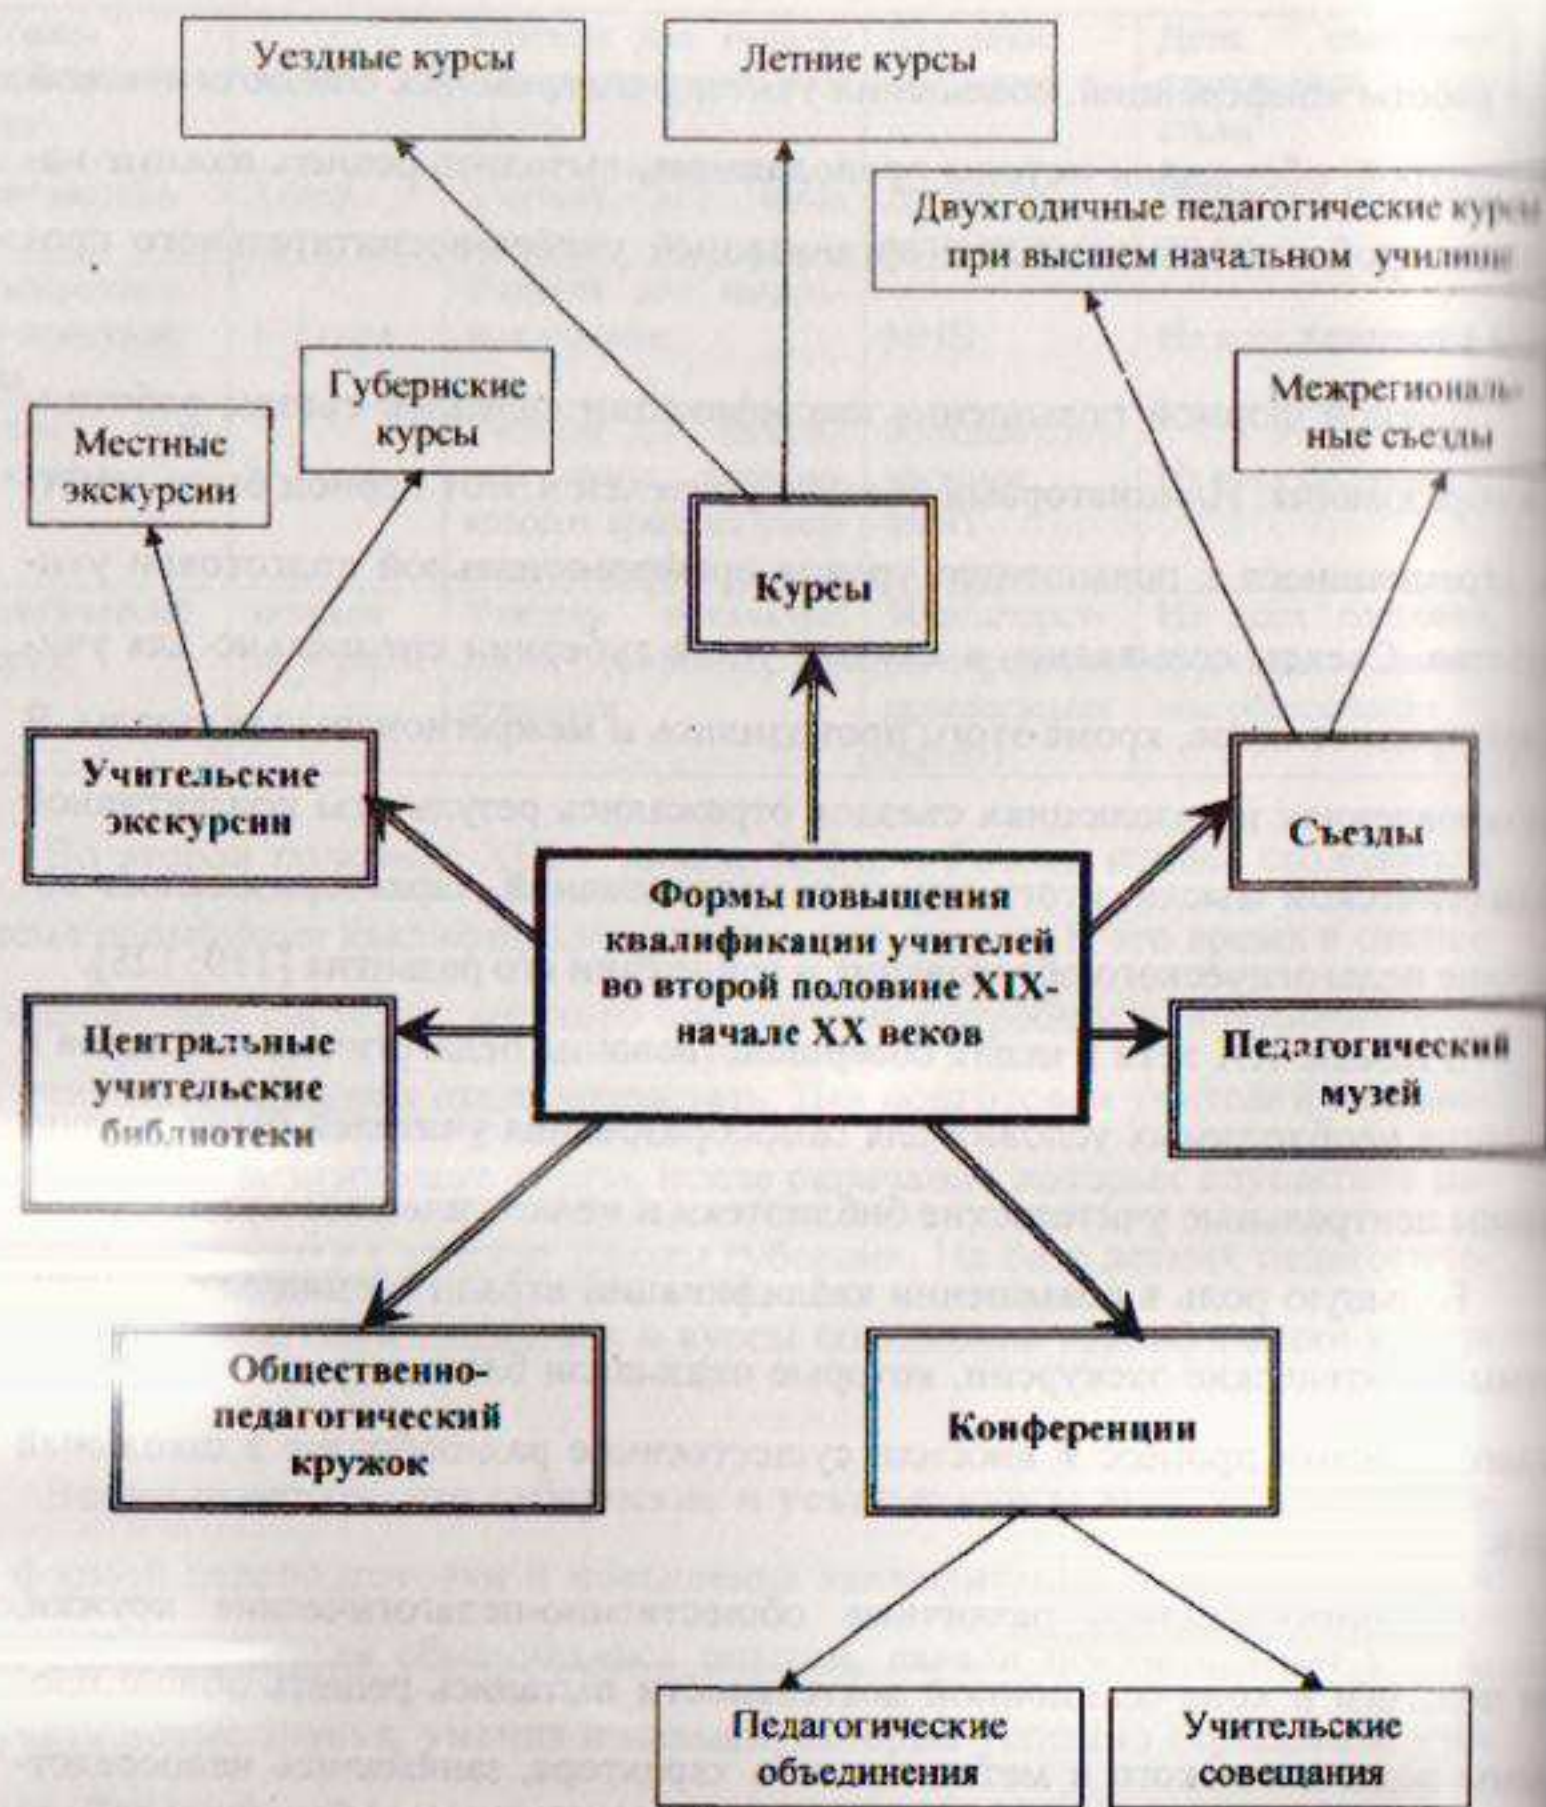 Уездные курсы
Летние курсы
Двухгодичные педагогические курсы
при высшем начальном училище
Губернские
курсы
Межрегиональ-
ные съезды
Местные
экскурсии
Курсы
Учительские
экскурсии
Съезды
Формы повышения
квалификации учителей
во второй половине XIX-
начале XX веков
Центральные
учительские
библиотеки
Педагогический
музей
Общественно-
педагогический
кружок
Конференции
Педагогические
объединения
Учительские
совещания